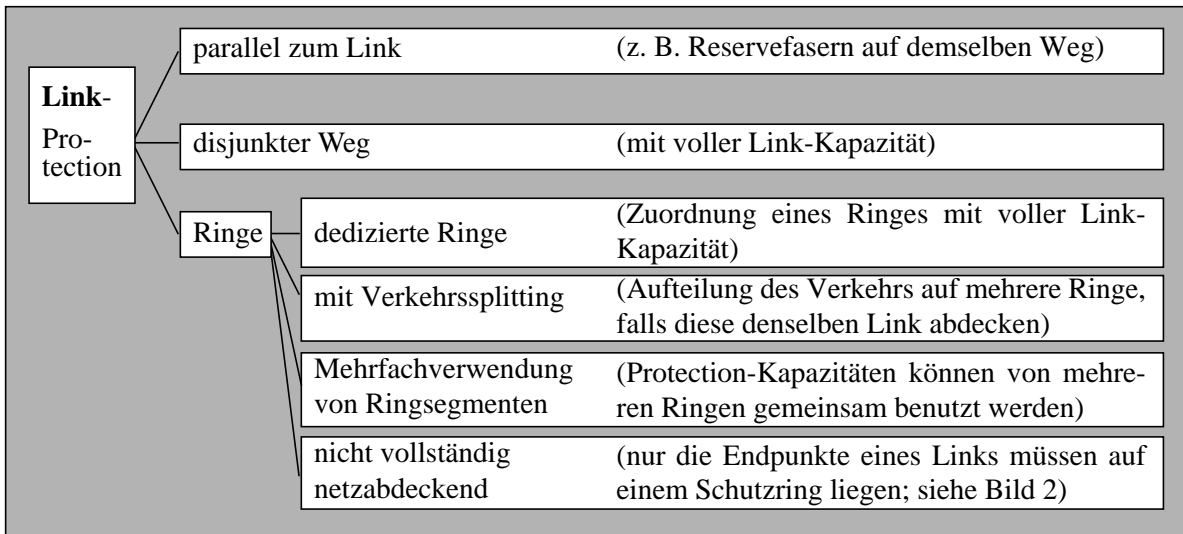 Link-
Pro-
tection
parallel zum Link (z. B. Reservefasern auf demselben Weg)
disjunkter Weg (mit voller Link-Kapazität)
Ringe
dedizierte Ringe (Zuordnung eines Ringes mit voller Link-
Kapazität)
mit Verkehrssplitting (Aufteilung des Verkehrs auf mehrere Ringe,
falls diese denselben Link abdecken)
Mehrfachverwendung (Protection-Kapazitäten können von mehre-
von Ringsegmenten ren Ringen gemeinsam benutzt werden)
nicht vollständig (nur die Endpunkte eines Links müssen auf
netzabdeckend einem Schutzring liegen; siehe Bild 2)